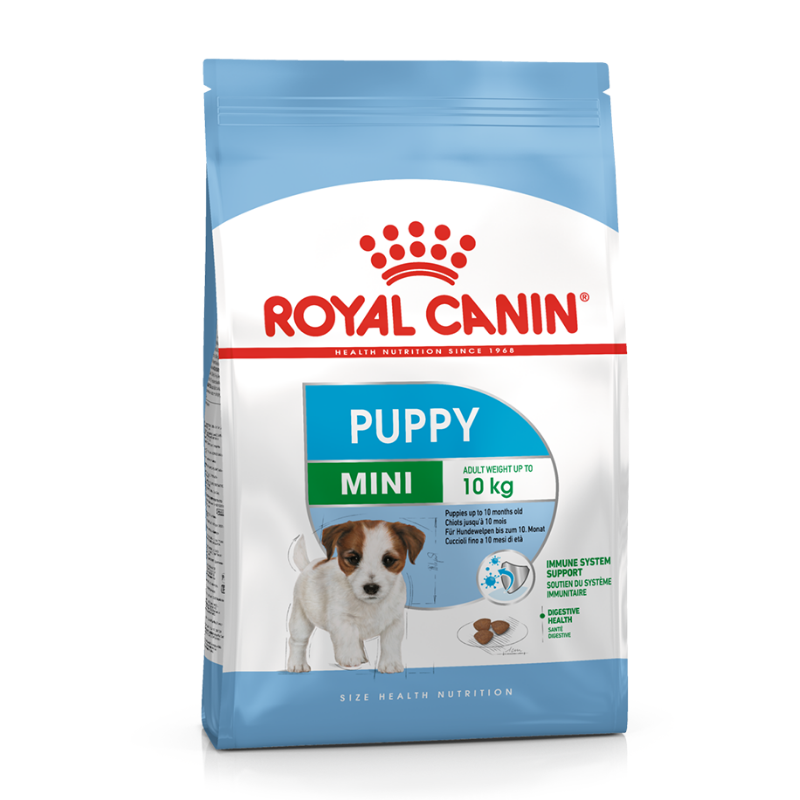 ROYAL CANIN®
HEALTH NUTRITION SINCE 1968
PUPPY
MINI
ADULT WEIGHT UP TO
10 kg
Puppies up to 10 months old
Chiots jusqu'à 10 mois
Für Hundewelpen bis zum 10. Monat
Cuccioli fino a 10 mesi di età
IMMUNE SYSTEM
SUPPORT
SOUTIEN DU SYSTÈME
IMMUNITAIRE
DIGESTIVE
HEALTH
SANTÉ
DIGESTIVE
SIZE HEALTH NUTRITION